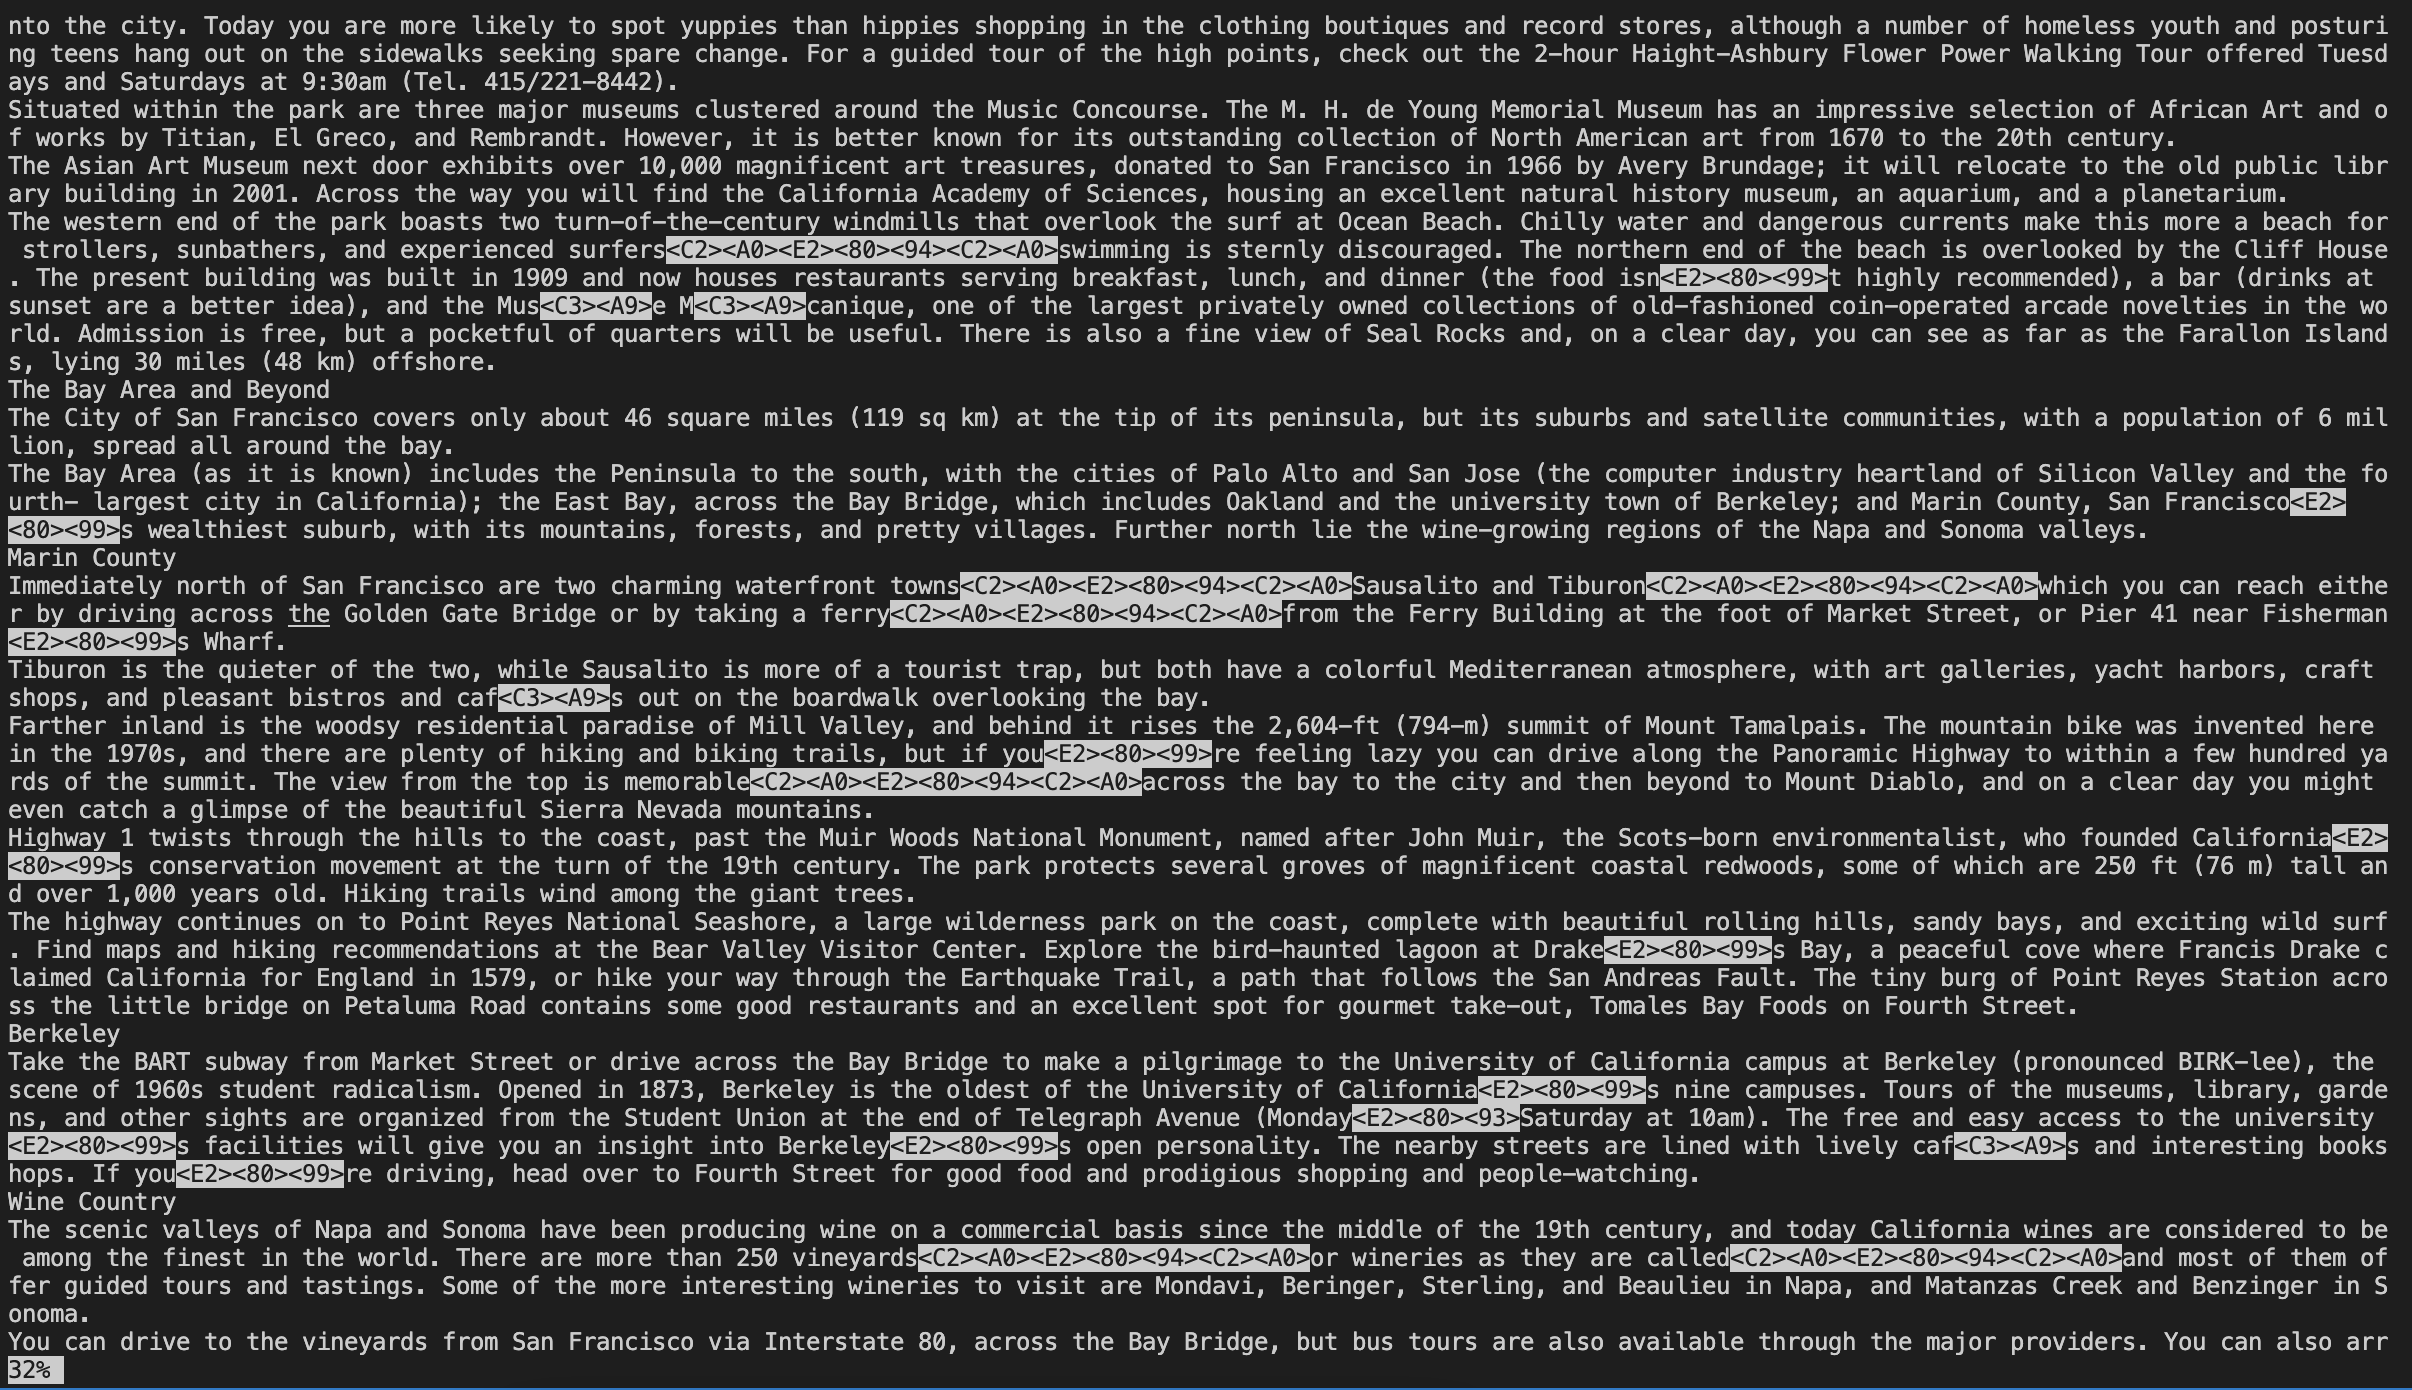 nto the city. Today you are more likely to spot yuppies than hippies shopping in the clothing boutiques and record stores, although a number of homeless youth and posturi
ng teens hang out on the sidewalks seeking spare change. For a guided tour of the high points, check out the 2-hour Haight-Ashbury Flower Power Walking Tour offered Tuesd
ays and Saturdays at 9:30am (Tel. 415/221-8442).
Situated within the park are three major museums clustered around the Music Concourse. The M. H. de Young Memorial Museum has an impressive selection of African Art and o
f works by Titian, El Greco, and Rembrandt. However, it is better known for its outstanding collection of North American art from 1670 to the 20th century.
The Asian Art Museum next door exhibits over 10,000 magnificent art treasures, donated to San Francisco in 1966 by Avery Brundage; it will relocate to the old public libr
ary building in 2001. Across the way you will find the California Academy of Sciences, housing an excellent natural history museum, an aquarium, and a planetarium.
The western end of the park boasts two turn-of-the-century windmills that overlook the surf at Ocean Beach. Chilly water and dangerous currents make this more a beach for
 strollers, sunbathers, and experienced surfers<C2><A0><E2><80><94><C2><A0>swimming is sternly discouraged. The northern end of the beach is overlooked by the Cliff House
. The present building was built in 1909 and now houses restaurants serving breakfast, lunch, and dinner (the food isn<E2><80><99>t highly recommended), a bar (drinks at
sunset are a better idea), and the Mus<C3><A9>e M<C3><A9>canique, one of the largest privately owned collections of old-fashioned coin-operated arcade novelties in the wo
rld. Admission is free, but a pocketful of quarters will be useful. There is also a fine view of Seal Rocks and, on a clear day, you can see as far as the Farallon Island
s, lying 30 miles (48 km) offshore.
The Bay Area and Beyond
The City of San Francisco covers only about 46 square miles (119 sq km) at the tip of its peninsula, but its suburbs and satellite communities, with a population of 6 mil
lion, spread all around the bay.
The Bay Area (as it is known) includes the Peninsula to the south, with the cities of Palo Alto and San Jose (the computer industry heartland of Silicon Valley and the fo
urth- largest city in California); the East Bay, across the Bay Bridge, which includes Oakland and the university town of Berkeley; and Marin County, San Francisco<E2>
<80><99>s wealthiest suburb, with its mountains, forests, and pretty villages. Further north lie the wine-growing regions of the Napa and Sonoma valleys.
Marin County
Immediately north of San Francisco are two charming waterfront towns<C2><A0><E2><80><94><C2><A0>Sausalito and Tiburon<C2><A0><E2><80><94><C2><A0>which you can reach eithe
r by driving across the Golden Gate Bridge or by taking a ferry<C2><A0><E2><80><94><C2><A0>from the Ferry Building at the foot of Market Street, or Pier 41 near Fisherman
<E2><80><99>s Wharf.
Tiburon is the quieter of the two, while Sausalito is more of a tourist trap, but both have a colorful Mediterranean atmosphere, with art galleries, yacht harbors, craft
shops, and pleasant bistros and caf<C3><A9>s out on the boardwalk overlooking the bay.
Farther inland is the woodsy residential paradise of Mill Valley, and behind it rises the 2,604-ft (794-m) summit of Mount Tamalpais. The mountain bike was invented here
in the 1970s, and there are plenty of hiking and biking trails, but if you<E2><80><99>re feeling lazy you can drive along the Panoramic Highway to within a few hundred ya
rds of the summit. The view from the top is memorable<C2><A0><E2><80><94><C2><A0>across the bay to the city and then beyond to Mount Diablo, and on a clear day you might
even catch a glimpse of the beautiful Sierra Nevada mountains.
Highway 1 twists through the hills to the coast, past the Muir Woods National Monument, named after John Muir, the Scots-born environmentalist, who founded California<E2>
<80><99>s conservation movement at the turn of the 19th century. The park protects several groves of magnificent coastal redwoods, some of which are 250 ft (76 m) tall an
d over 1,000 years old. Hiking trails wind among the giant trees.
The highway continues on to Point Reyes National Seashore, a large wilderness park on the coast, complete with beautiful rolling hills, sandy bays, and exciting wild surf
. Find maps and hiking recommendations at the Bear Valley Visitor Center. Explore the bird-haunted lagoon at Drake<E2><80><99>s Bay, a peaceful cove where Francis Drake c
laimed California for England in 1579, or hike your way through the Earthquake Trail, a path that follows the San Andreas Fault. The tiny burg of Point Reyes Station acro
ss the little bridge on Petaluma Road contains some good restaurants and an excellent spot for gourmet take-out, Tomales Bay Foods on Fourth Street.
Berkeley
Take the BART subway from Market Street or drive across the Bay Bridge to make a pilgrimage to the University of California campus at Berkeley (pronounced BIRK-lee), the
scene of 1960s student radicalism. Opened in 1873, Berkeley is the oldest of the University of California<E2><80><99>s nine campuses. Tours of the museums, library, garde
ns, and other sights are organized from the Student Union at the end of Telegraph Avenue (Monday<E2><80><93>Saturday at 10am). The free and easy access to the university
<E2><80><99>s facilities will give you an insight into Berkeley<E2><80><99>s open personality. The nearby streets are lined with lively caf<C3><A9>s and interesting books
hops. If you<E2><80><99>re driving, head over to Fourth Street for good food and prodigious shopping and people-watching.
Wine Country
The scenic valleys of Napa and Sonoma have been producing wine on a commercial basis since the middle of the 19th century, and today California wines are considered to be
 among the finest in the world. There are more than 250 vineyards<C2><A0><E2><80><94><C2><A0>or wineries as they are called<C2><A0><E2><80><94><C2><A0>and most of them of
fer guided tours and tastings. Some of the more interesting wineries to visit are Mondavi, Beringer, Sterling, and Beaulieu in Napa, and Matanzas Creek and Benzinger in S
onoma.
You can drive to the vineyards from San Francisco via Interstate 80, across the Bay Bridge, but bus tours are also available through the major providers. You can also arr
32%